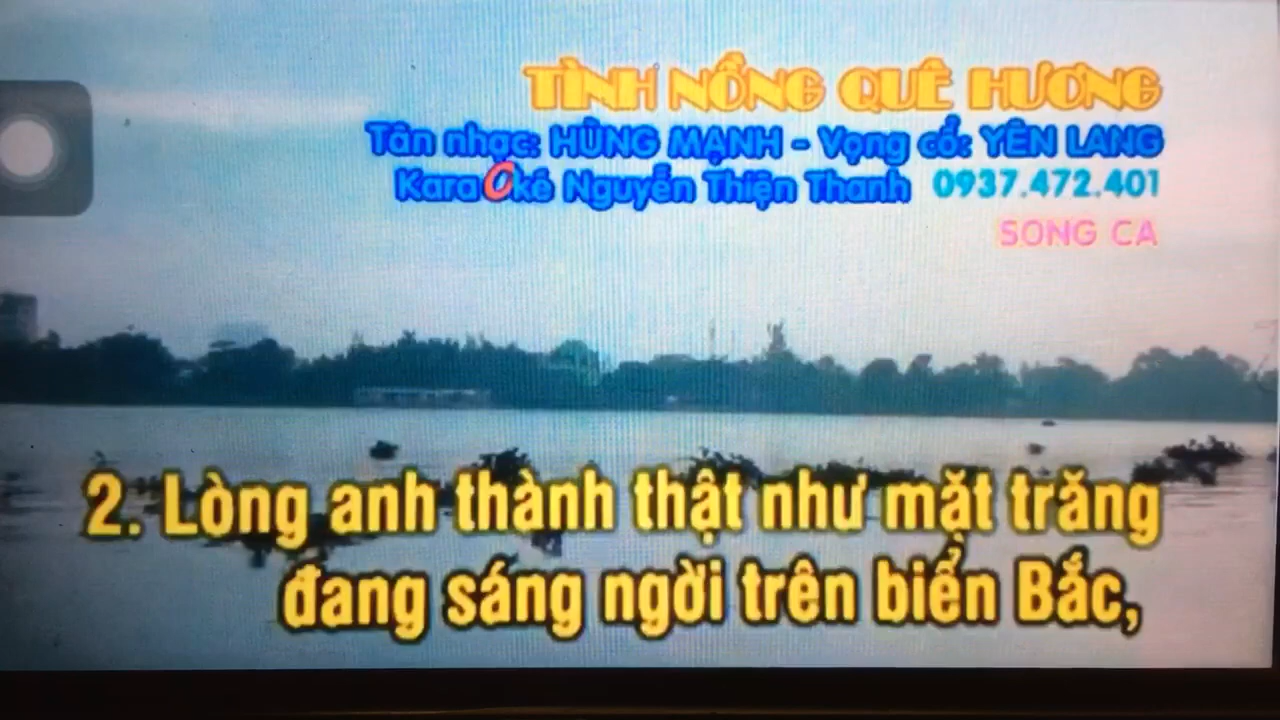 TÌNH NỒNG QUÊ HƯƠNG
Tân nhạc: HÙNG MẠNH - Vọng cổ: YÊN LANG
KaraOkê Nguyễn Thiện Thanh 0937.472.401
SONG CA
2. Lòng anh thành thật như mặt trăng
đang sáng ngời trên biển Bắc,